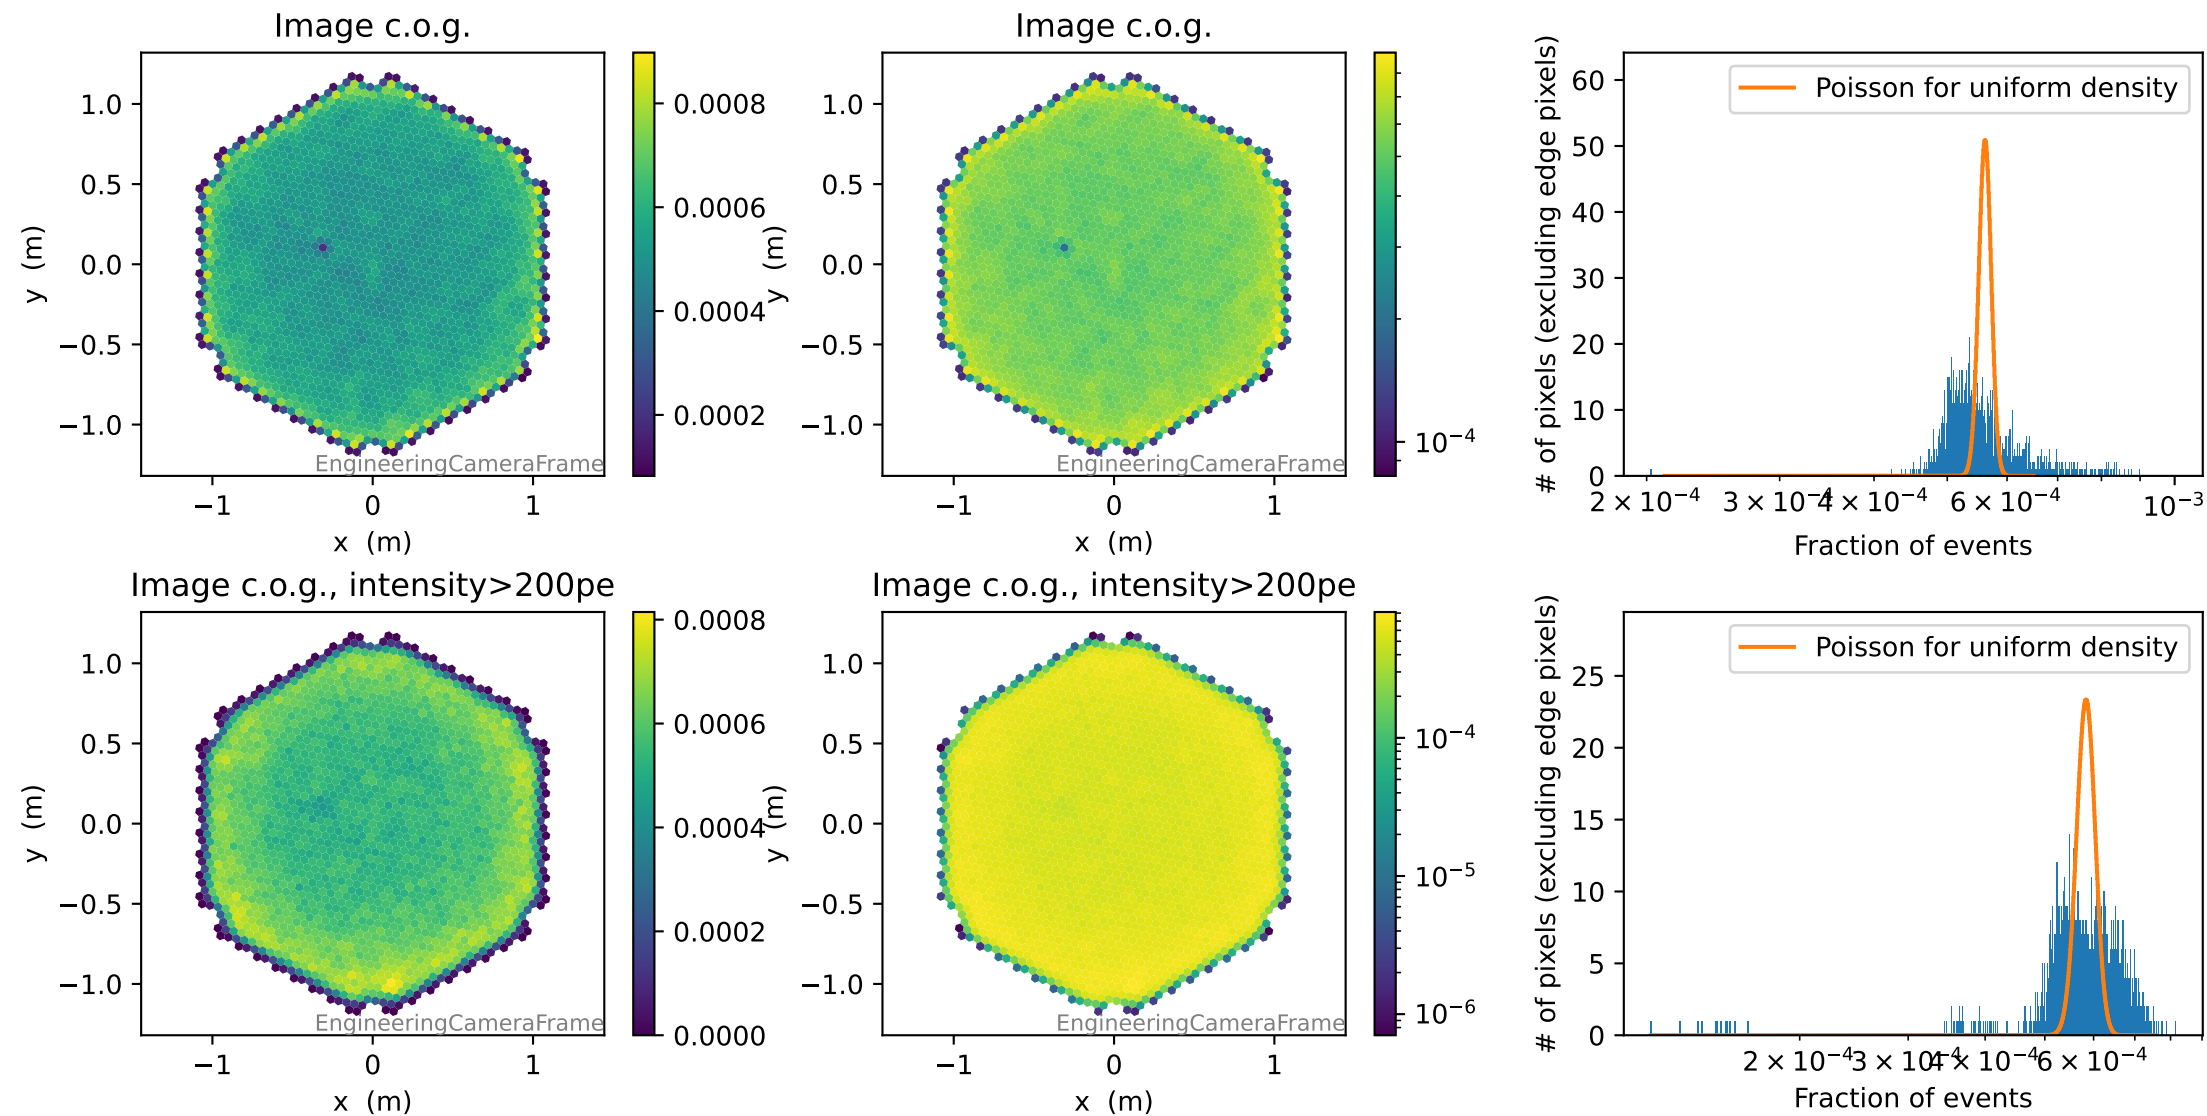 Image c.o.g.
y (m)
1.0
0.5
0.0
−0.5
−1.0
−1
0
1
x (m)
EngineeringCameraFrame
0.0008
0.0006
0.0004
0.0002
Image c.o.g.
y (m)
1.0
0.5
0.0
−0.5
−1.0
−1
0
1
x (m)
EngineeringCameraFrame
10⁻⁴
# of pixels (excluding edge pixels)
60
50
40
30
20
10
0
Poisson for uniform density
2 × 10⁻⁴
3 × 10⁻⁴
4 × 10⁻⁴
6 × 10⁻⁴
10⁻³
Fraction of events
Image c.o.g., intensity>200pe
y (m)
1.0
0.5
0.0
−0.5
−1.0
−1
0
1
x (m)
EngineeringCameraFrame
0.0008
0.0006
0.0004
0.0002
0.0000
Image c.o.g., intensity>200pe
y (m)
1.0
0.5
0.0
−0.5
−1.0
−1
0
1
x (m)
EngineeringCameraFrame
10⁻⁴
10⁻⁵
10⁻⁶
# of pixels (excluding edge pixels)
25
20
15
10
5
0
Poisson for uniform density
2 × 10⁻⁴
3 × 10⁻⁴
4 × 10⁻⁴
6 × 10⁻⁴
Fraction of events